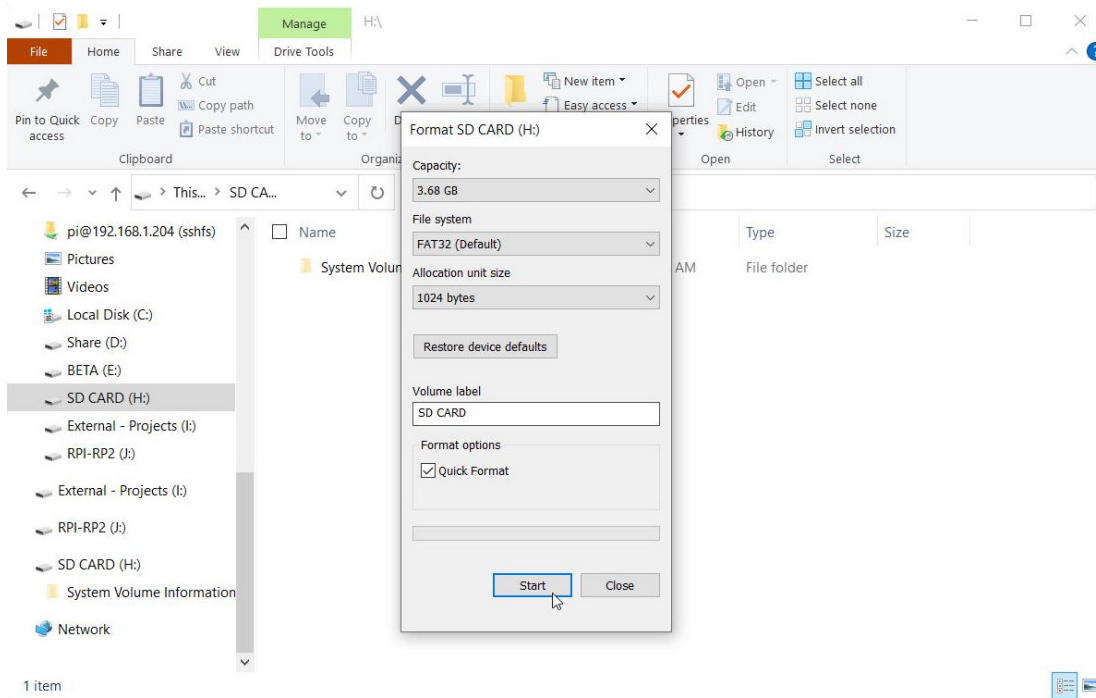 Manage
H:\
File
Home
Share
View
Drive Tools
Pin to Quick access
Copy
Paste
Cut
Copy path
Paste shortcut
Clipboard
Move to
Copy to
New item
Easy access
Open
Edit
History
Open
Select all
Select none
Invert selection
Select
This... > SD CA...
pi@192.168.1.204 (sshfs)
Pictures
Videos
Local Disk (C:)
Share (D:)
BETA (E:)
SD CARD (H:)
External - Projects (I:)
RPI-RP2 (J:)
External - Projects (I:)
RPI-RP2 (J:)
SD CARD (H:)
System Volume Information
Network
1 item
Name
Type
Size
System
AM
File folder
Format SD CARD (H:)
Capacity:
3.68 GB
File system
FAT32 (Default)
Allocation unit size
1024 bytes
Restore device defaults
Volume label
SD CARD
Format options
Quick Format
Start
Close